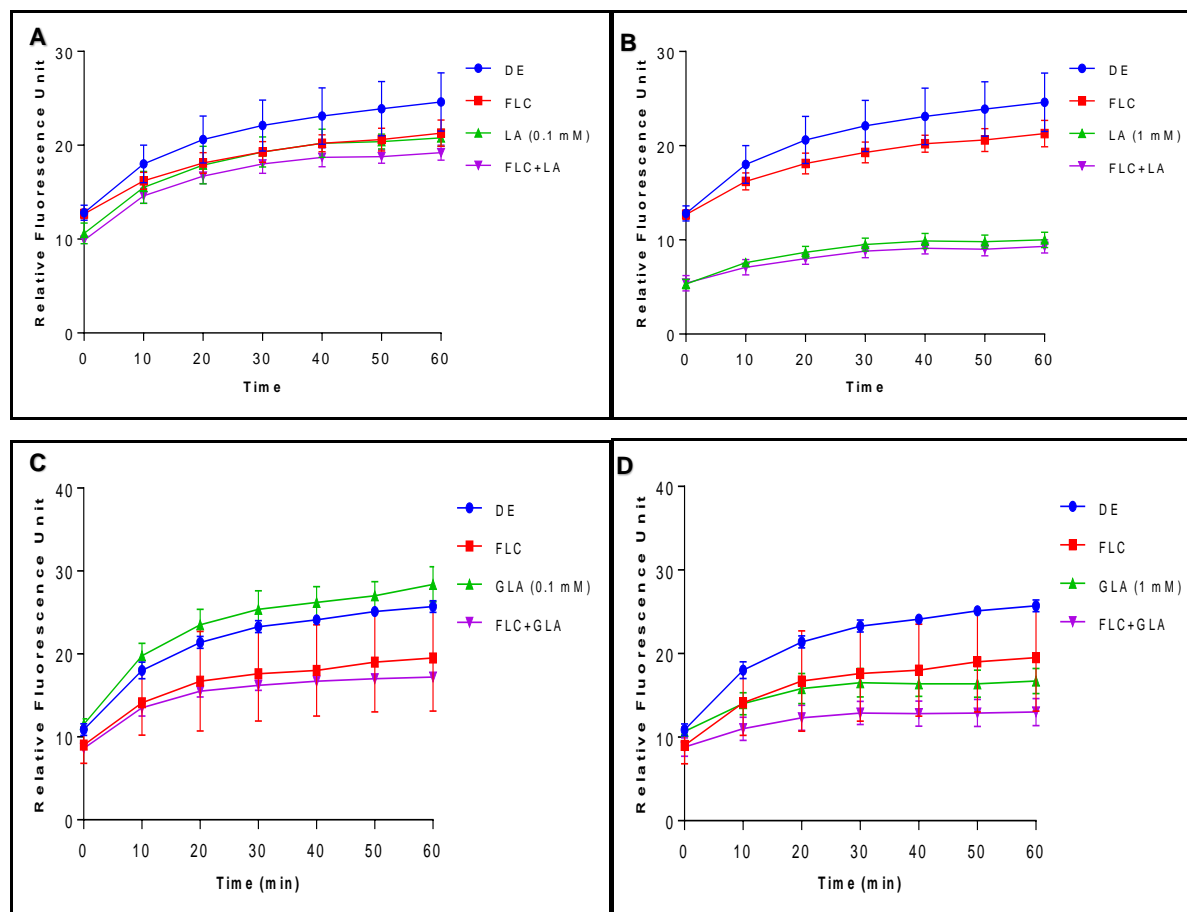 A
Relative Fluorescence Unit
30
20
10
0
0 10 20 30 40 50 60
Time
DE
FLC
LA (0.1 mM)
FLC+LA
B
Relative Fluorescence Unit
30
20
10
0
0 10 20 30 40 50 60
Time
DE
FLC
LA (1 mM)
FLC+LA
C
Relative Fluorescence Unit
40
30
20
10
0
0 10 20 30 40 50 60
Time (min)
DE
FLC
GLA (0.1 mM)
FLC+GLA
D
Relative Fluorescence Unit
40
30
20
10
0
0 10 20 30 40 50 60
Time (min)
DE
FLC
GLA (1 mM)
FLC+GLA